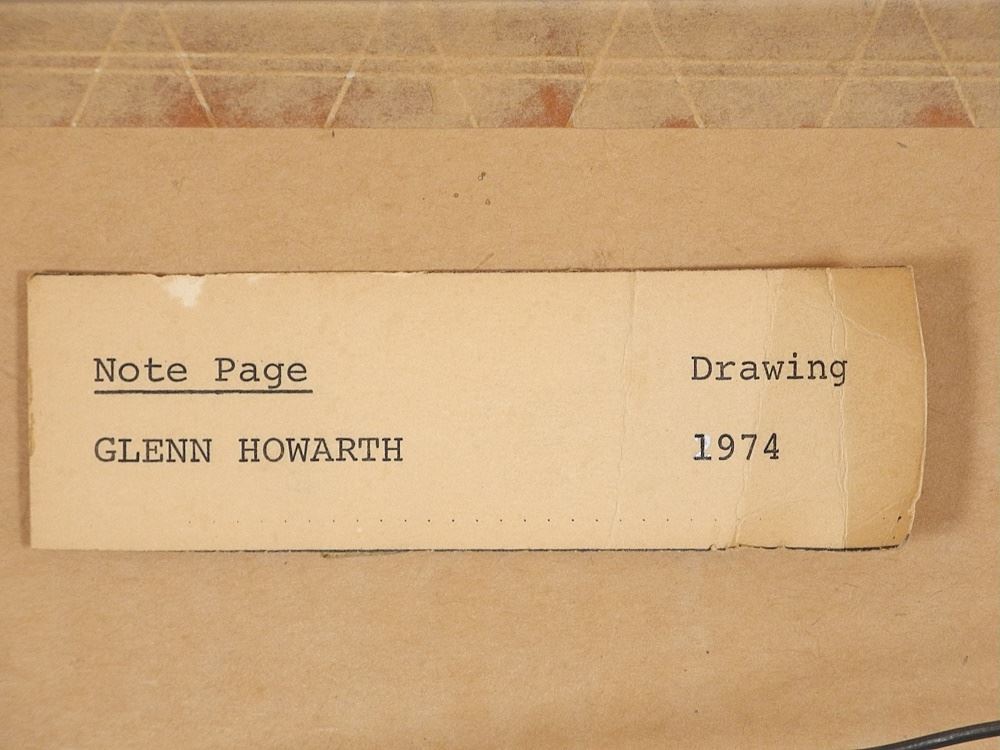 Note Page Drawing
GLENN HOWARTH 1974